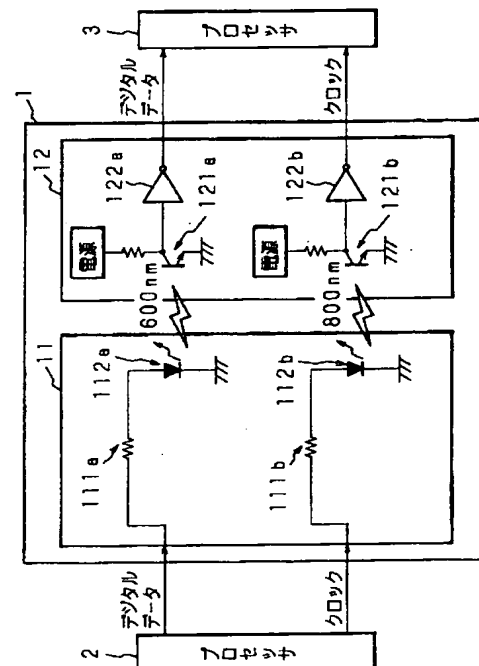 1
11
12
2
プロセッサ
デジタル
データ
クロック
111a
112a
600nm
電源
121a
122a
111b
112b
800nm
電源
121b
122b
デジタル
データ
クロック
3
プロセッサ